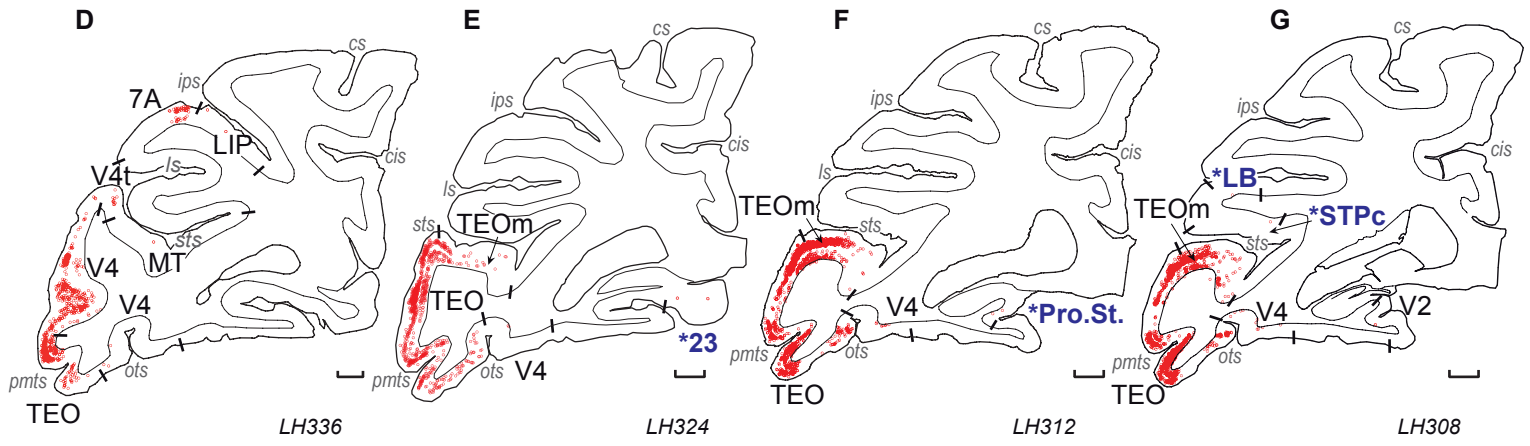 D
E
F
G
cs
cs
cs
cs
ips
ips
ips
ips
7A
LIP
cis
cis
cis
ls
ls
ls
*LB
V4t
TEOm
TEOm
TEOm
*STPc
sts
sts
sts
MT
V4
V4
TEO
V4
V4
V2
*Pro.St.
*23
pmts
ots
pmts
ots
V4
pmts
ots
pmts
ots
TEO
TEO
TEO
LH336
LH324
LH312
LH308